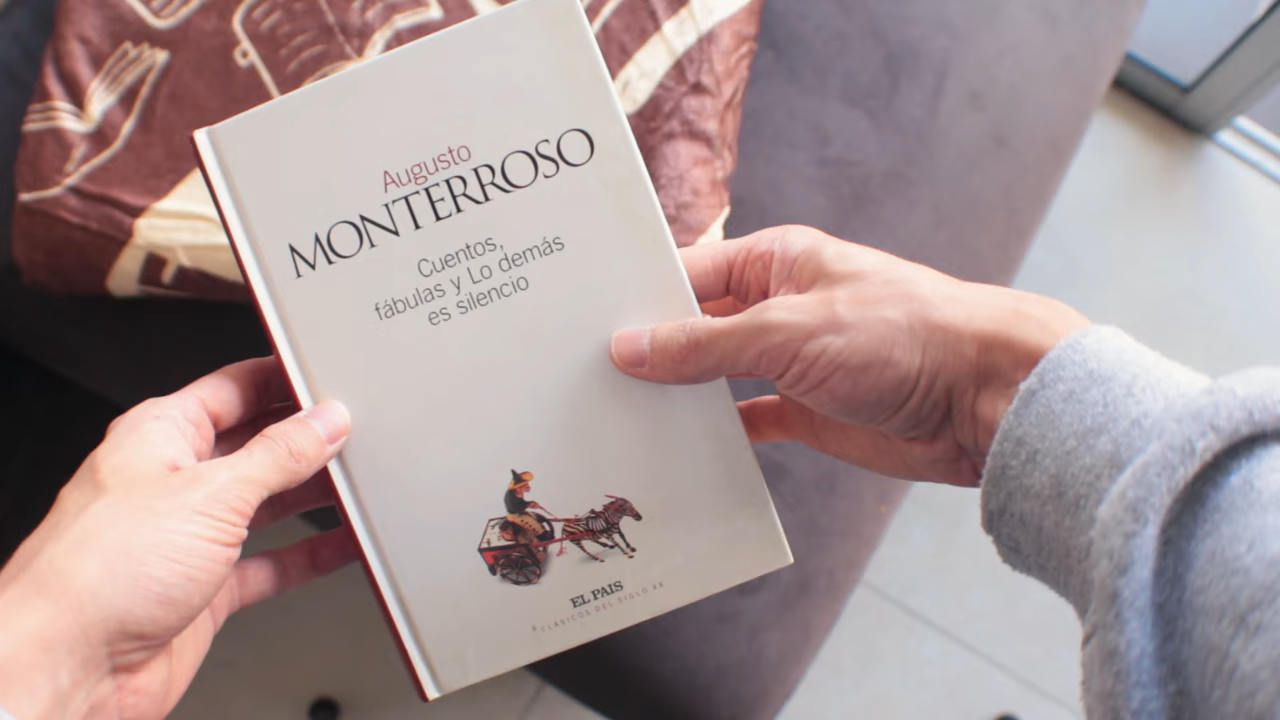 Augusto
MONTERROSO
Cuentos,
fábulas y Lo demás
es silencio
EL PAIS
CLÁSICOS DEL SIGLO XX